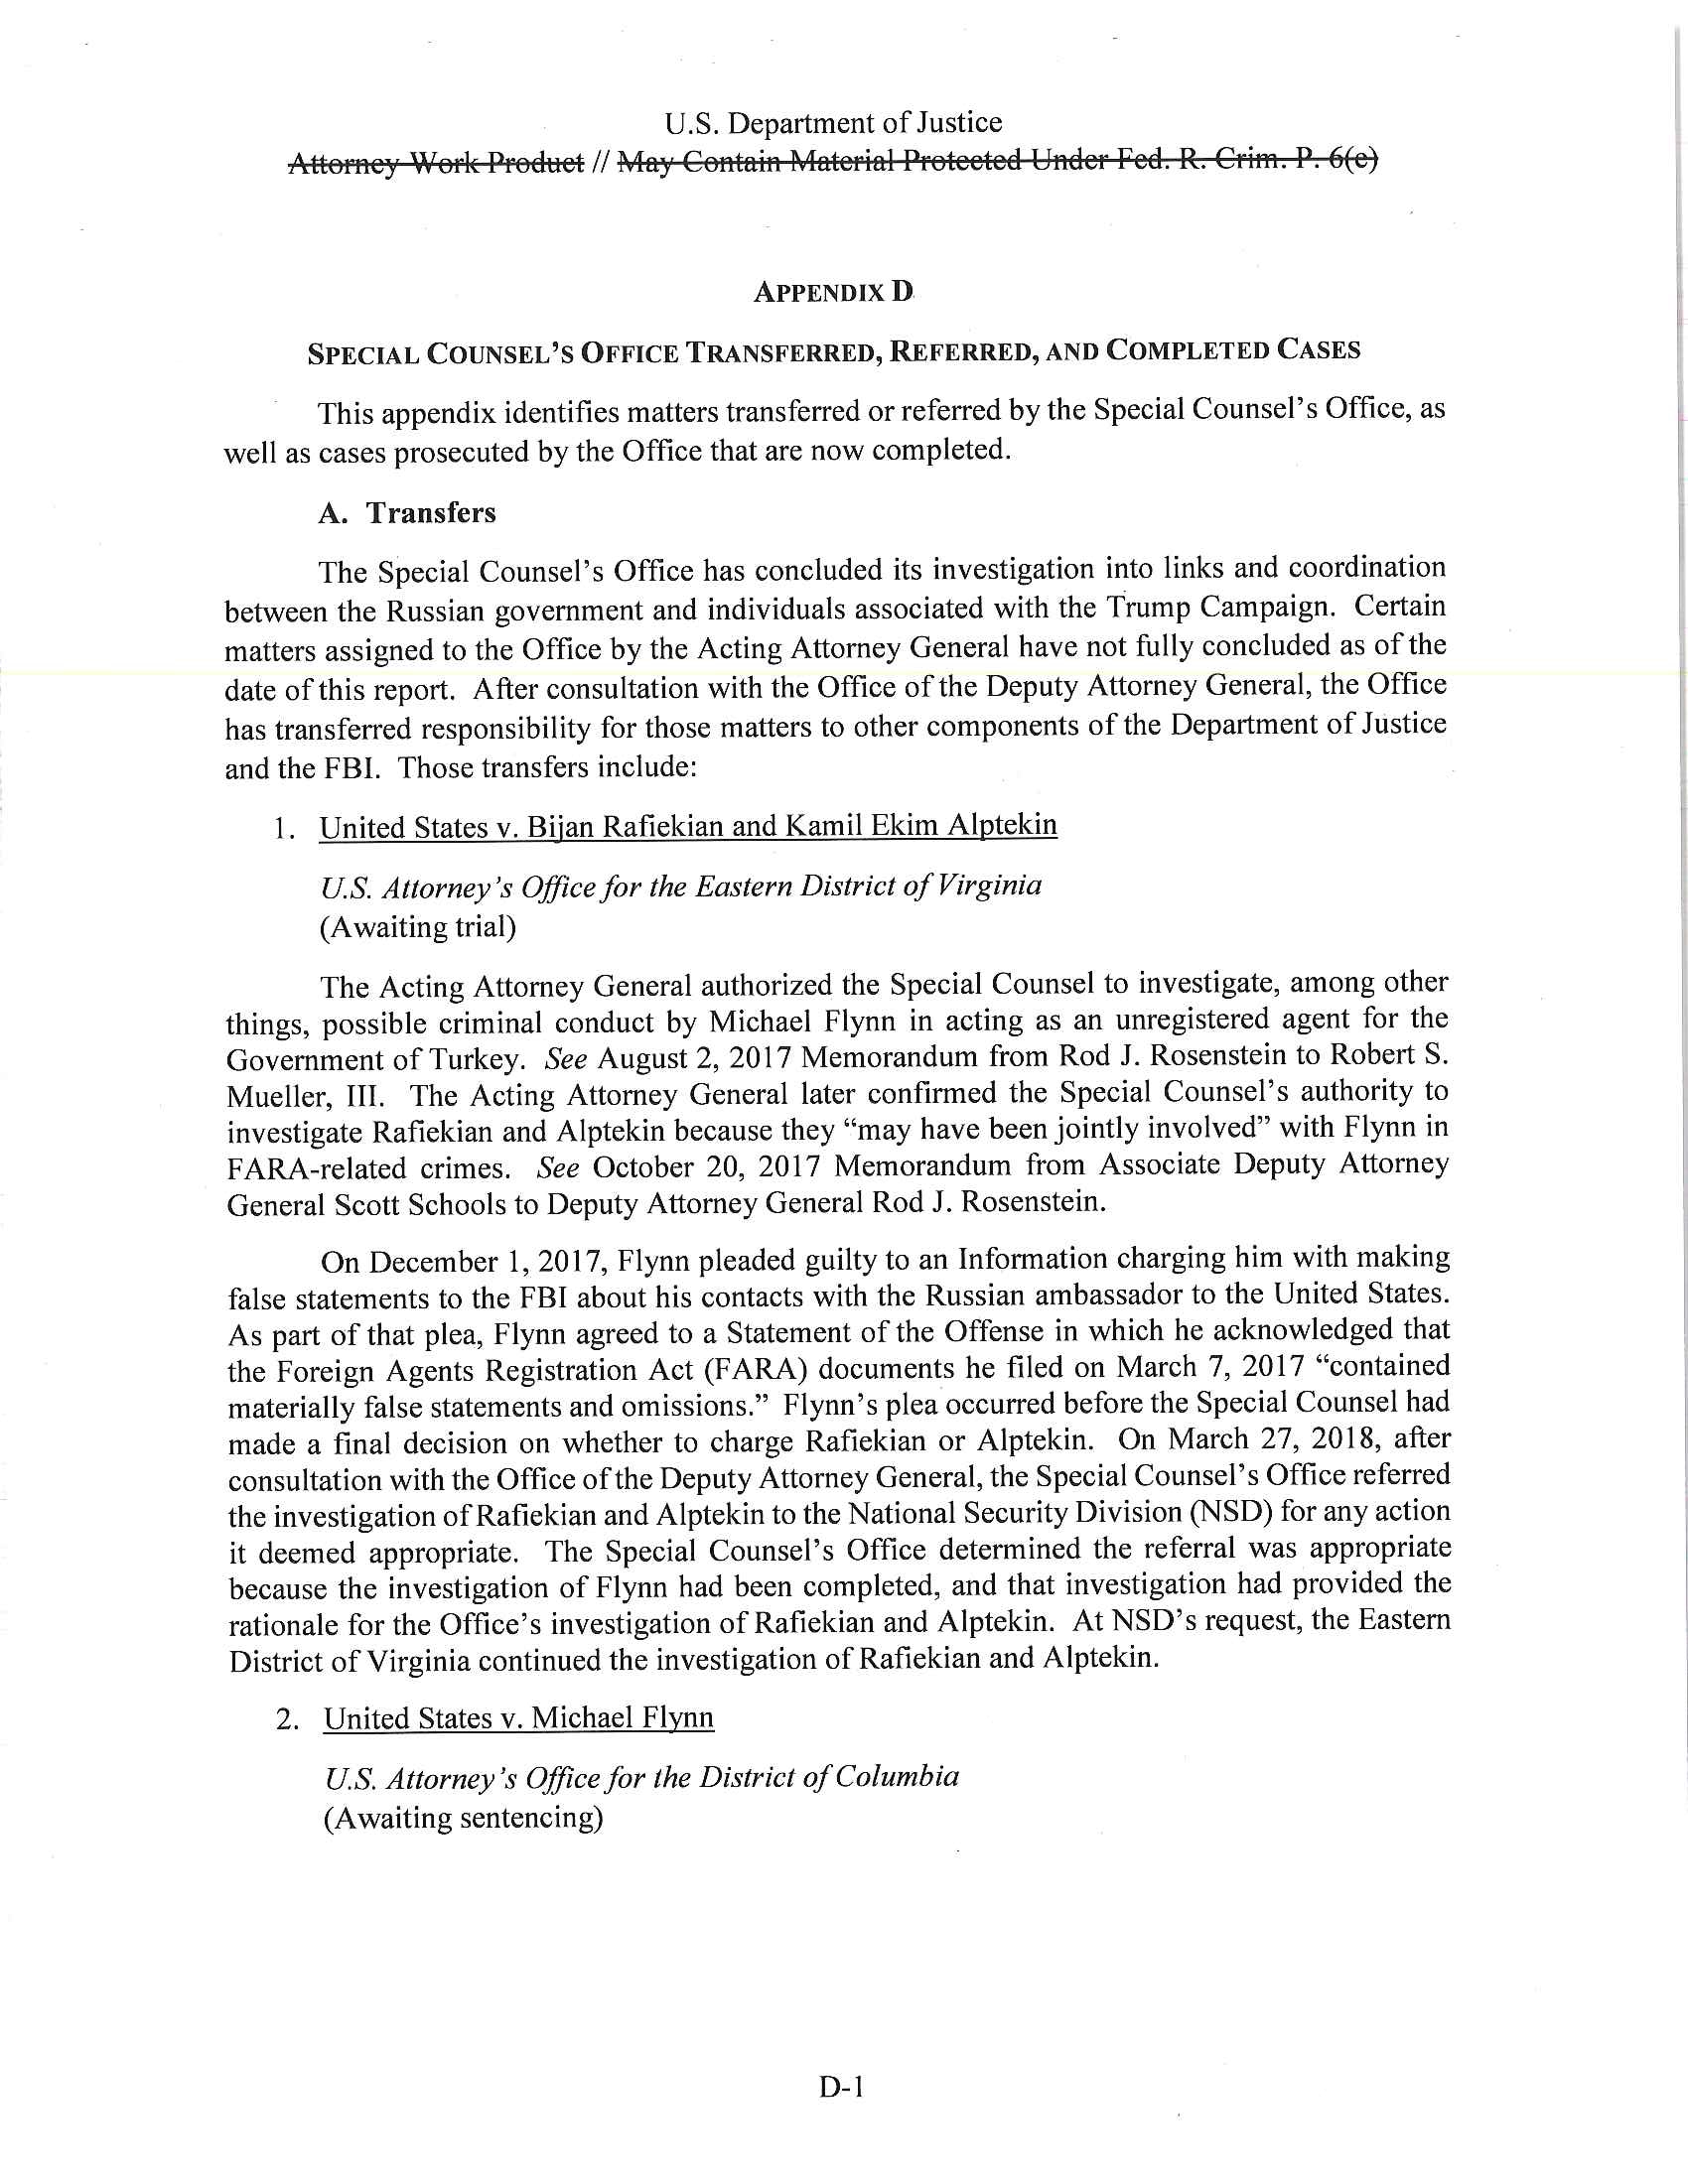 U.S. Department of Justice
Attorney Work Product // May Contain Material Protected Under Fed. R. Crim. P. 6(e)
APPENDIX D
SPECIAL COUNSEL'S OFFICE TRANSFERRED, REFERRED, AND COMPLETED CASES
This appendix identifies matters transferred or referred by the Special Counsel's Office, as
well as cases prosecuted by the Office that are now completed.
A. Transfers
The Special Counsel's Office has concluded its investigation into links and coordination
between the Russian government and individuals associated with the Trump Campaign. Certain
matters assigned to the Office by the Acting Attorney General have not fully concluded as of the
date of this report. After consultation with the Office of the Deputy Attorney General, the Office
has transferred responsibility for those matters to other components of the Department of Justice
and the FBI. Those transfers include:
1. United States v. Bijan Rafiekian and Kamil Ekim Alptekin
U.S. Attorney's Office for the Eastern District of Virginia
(Awaiting trial)
The Acting Attorney General authorized the Special Counsel to investigate, among other
things, possible criminal conduct by Michael Flynn in acting as an unregistered agent for the
Government of Turkey. See August 2, 2017 Memorandum from Rod J. Rosenstein to Robert S.
Mueller, III. The Acting Attorney General later confirmed the Special Counsel's authority to
investigate Rafiekian and Alptekin because they “may have been jointly involved” with Flynn in
FARA-related crimes. See October 20, 2017 Memorandum from Associate Deputy Attorney
General Scott Schools to Deputy Attorney General Rod J. Rosenstein.
On December 1, 2017, Flynn pleaded guilty to an Information charging him with making
false statements to the FBI about his contacts with the Russian ambassador to the United States.
As part of that plea, Flynn agreed to a Statement of the Offense in which he acknowledged that
the Foreign Agents Registration Act (FARA) documents he filed on March 7, 2017 “contained
materially false statements and omissions.” Flynn's plea occurred before the Special Counsel had
made a final decision on whether to charge Rafiekian or Alptekin. On March 27, 2018, after
consultation with the Office of the Deputy Attorney General, the Special Counsel's Office referred
the investigation of Rafiekian and Alptekin to the National Security Division (NSD) for any action
it deemed appropriate. The Special Counsel's Office determined the referral was appropriate
because the investigation of Flynn had been completed, and that investigation had provided the
rationale for the Office's investigation of Rafiekian and Alptekin. At NSD's request, the Eastern
District of Virginia continued the investigation of Rafiekian and Alptekin.
2. United States v. Michael Flynn
U.S. Attorney's Office for the District of Columbia
(Awaiting sentencing)
D-1